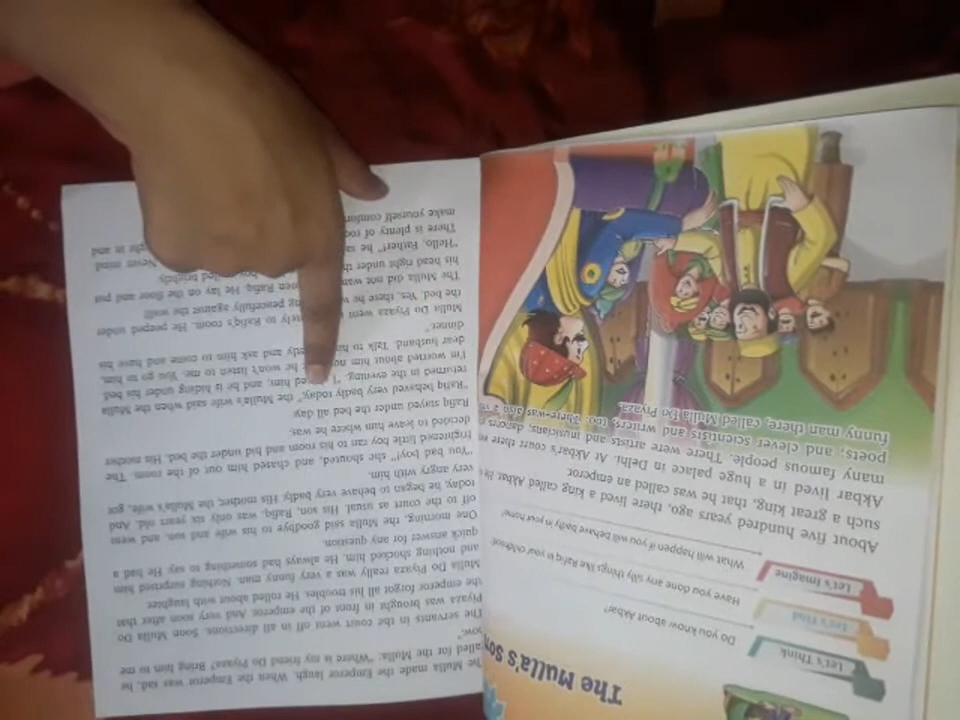 The Mulla's son
Let's Think
Do you know about Akbar?
Let's Find
Have you done any silly things like Rafiq in your childhood?
Let's Imagine
What will happen if you will behave badly in your home?
About five hundred years ago, there lived a king called Akbar. He
such a great king, that he was called an emperor.
Akbar lived in a huge palace in Delhi. At Akbar's court there
many famous people. There were artists and musicians, dancers
poets; and clever scientists and writers, too. There was also a
funny man there, called Mulla Do Piyaza.
he Mulla made the Emperor laugh. When the Emperor was sad, he
called for the Mulla. "Where is my friend Do Piyaza? Bring him to me
now."
The servants in the court went off in all directions. Soon Mulla Do
Piyaza was brought in front of the emperor. And very soon after that
the emperor forgot all his troubles. He rolled about with laughter.
Mulla Do Piyaza really was a very funny man. Nothing surprised him
and nothing shocked him. He always had something to say. He had a
quick answer for any question.
One morning, the Mulla said goodbye to his wife and son, and went
off to the court as usual. His son, Rafiq, was only six years old. And
today, he began to behave very badly. His mother, the Mulla's wife, got
very angry with him.
"You bad boy!", she shouted, and chased him out of the room. The
frightened little boy ran to his room and hid under the bed. His mother
decided to leave him where he was.
Rafiq stayed under the bed all day.
"Rafiq behaved very badly today," the Mulla's wife said when the Mulla
returned in the evening. "I him, and he is hiding under his bed.
I'm worried about him he won't listen to me. You go to him,
dear husband. Talk to him and ask him to come and have his
dinner."
Mulla Do Piyaza went to Rafiq's room. He peeped under
the bed. Yes, there he peacefully against the wall!
The Mulla did not Rafiq. He lay on the floor and put
his head right under brightly.
"Hello, Father!" he Never mind
There is plenty of right in and
make yourself